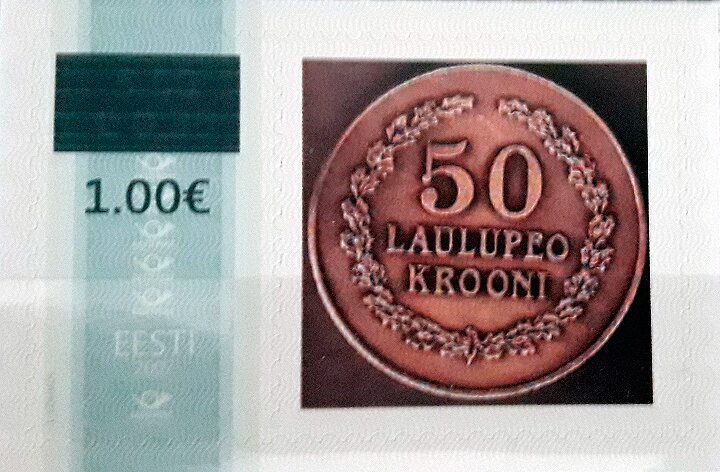 1.00€
EESTI
50
LAULUPEO
KROONI